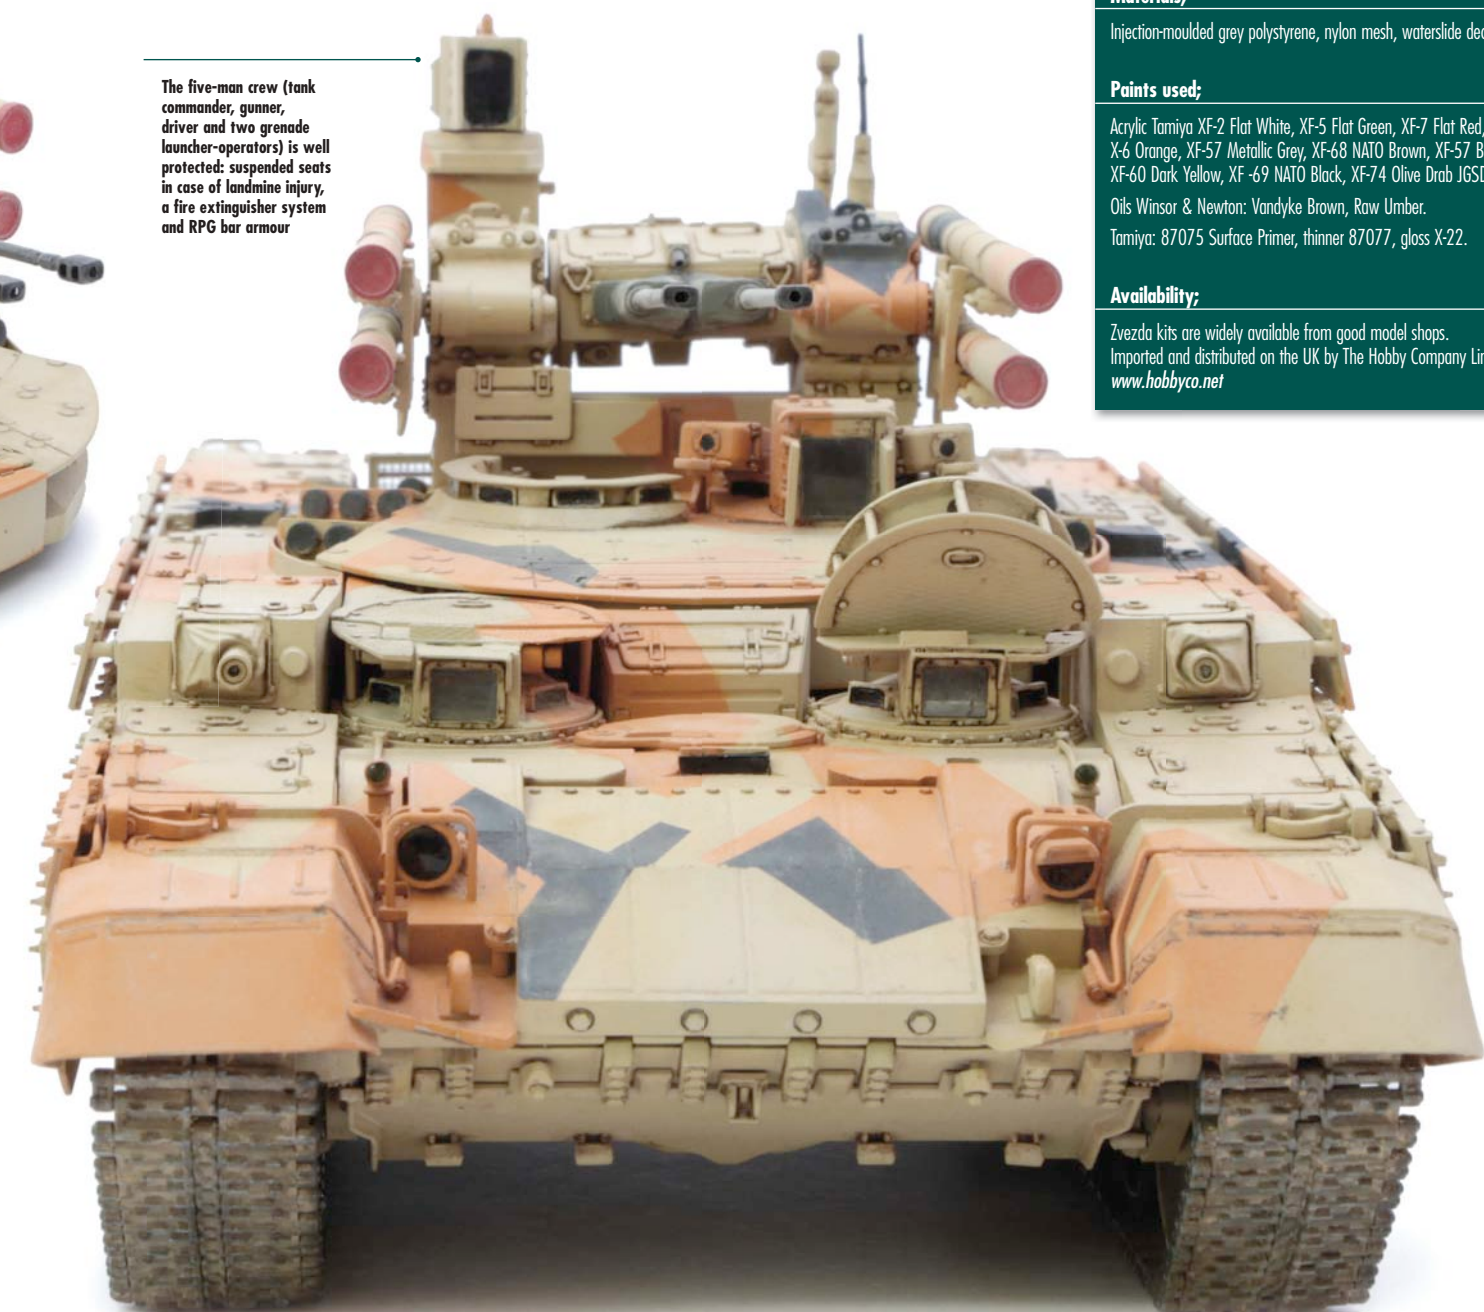 The five-man crew (tank
commander, gunner,
driver and two grenade
launcher-operators) is well
protected: suspended seats
in case of landmine injury,
a fire extinguisher system
and RPG bar armour
Materials;
Injection-moulded grey polystyrene, nylon mesh, waterslide
Paints used;
Acrylic Tamiya XF-2 Flat White, XF-5 Flat Green, XF-7 Flat Red,
X-6 Orange, XF-57 Metallic Grey, XF-68 NATO Brown, XF-57
XF-60 Dark Yellow, XF -69 NATO Black, XF-74 Olive Drab
Oils Winsor & Newton: Vandyke Brown, Raw Umber.
Tamiya: 87075 Surface Primer, thinner 87077, gloss X-22.
Availability;
Zvezda kits are widely available from good model shops.
Imported and distributed on the UK by The Hobby Company
www.hobbyco.net